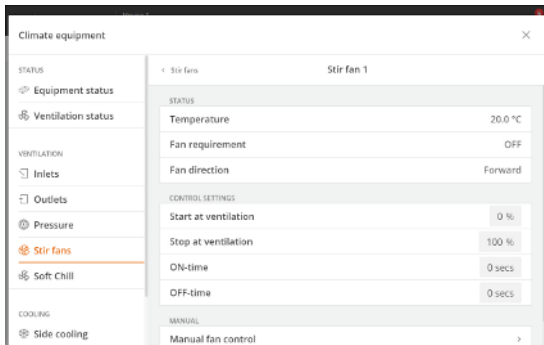 Climate equipment
STATUS
Equipment status
Ventilation status
VENTILATION
Inlets
Outlets
Pressure
Stir fans
Soft Chill
COOLING
Side cooling
Stir fans
Stir fan 1
STATUS
Temperature 20.0 °C
Fan requirement OFF
Fan direction Forward
CONTROL SETTINGS
Start at ventilation 0 %
Stop at ventilation 100 %
ON-time 0 secs
OFF-time 0 secs
MANUAL
Manual fan control